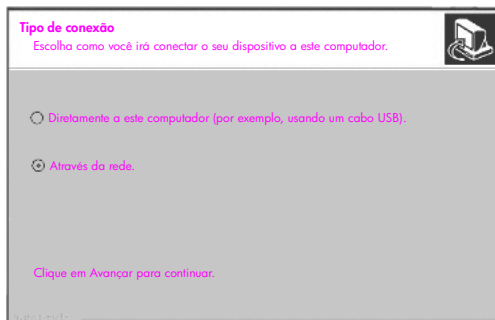 Tipo de conexão
Escolha como você irá conectar o seu dispositivo a este computador.
Diretamente a este computador (por exemplo, usando um cabo USB).
Através da rede.
Clique em Avançar para continuar.